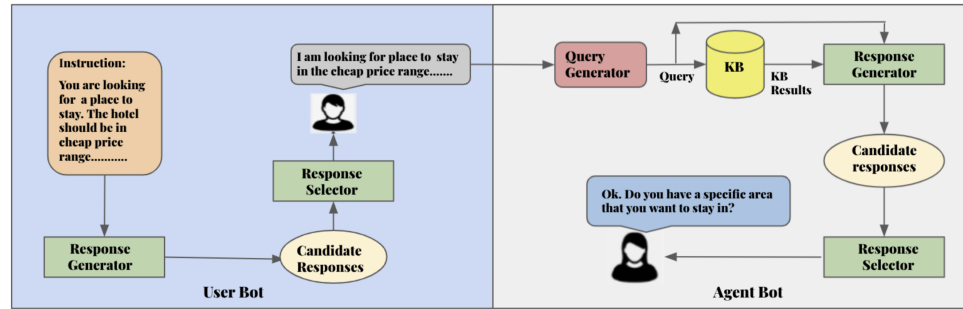 Instruction:
You are looking
for a place to
stay. The hotel
should be in
cheap price
range...........
Response
Generator
Candidate
Responses
Response
Selector
I am looking for place to stay
in the cheap price range.......
User Bot
Query
Generator
Query
KB
KB
Results
Response
Generator
Candidate
responses
Response
Selector
Ok. Do you have a specific area
that you want to stay in?
Agent Bot